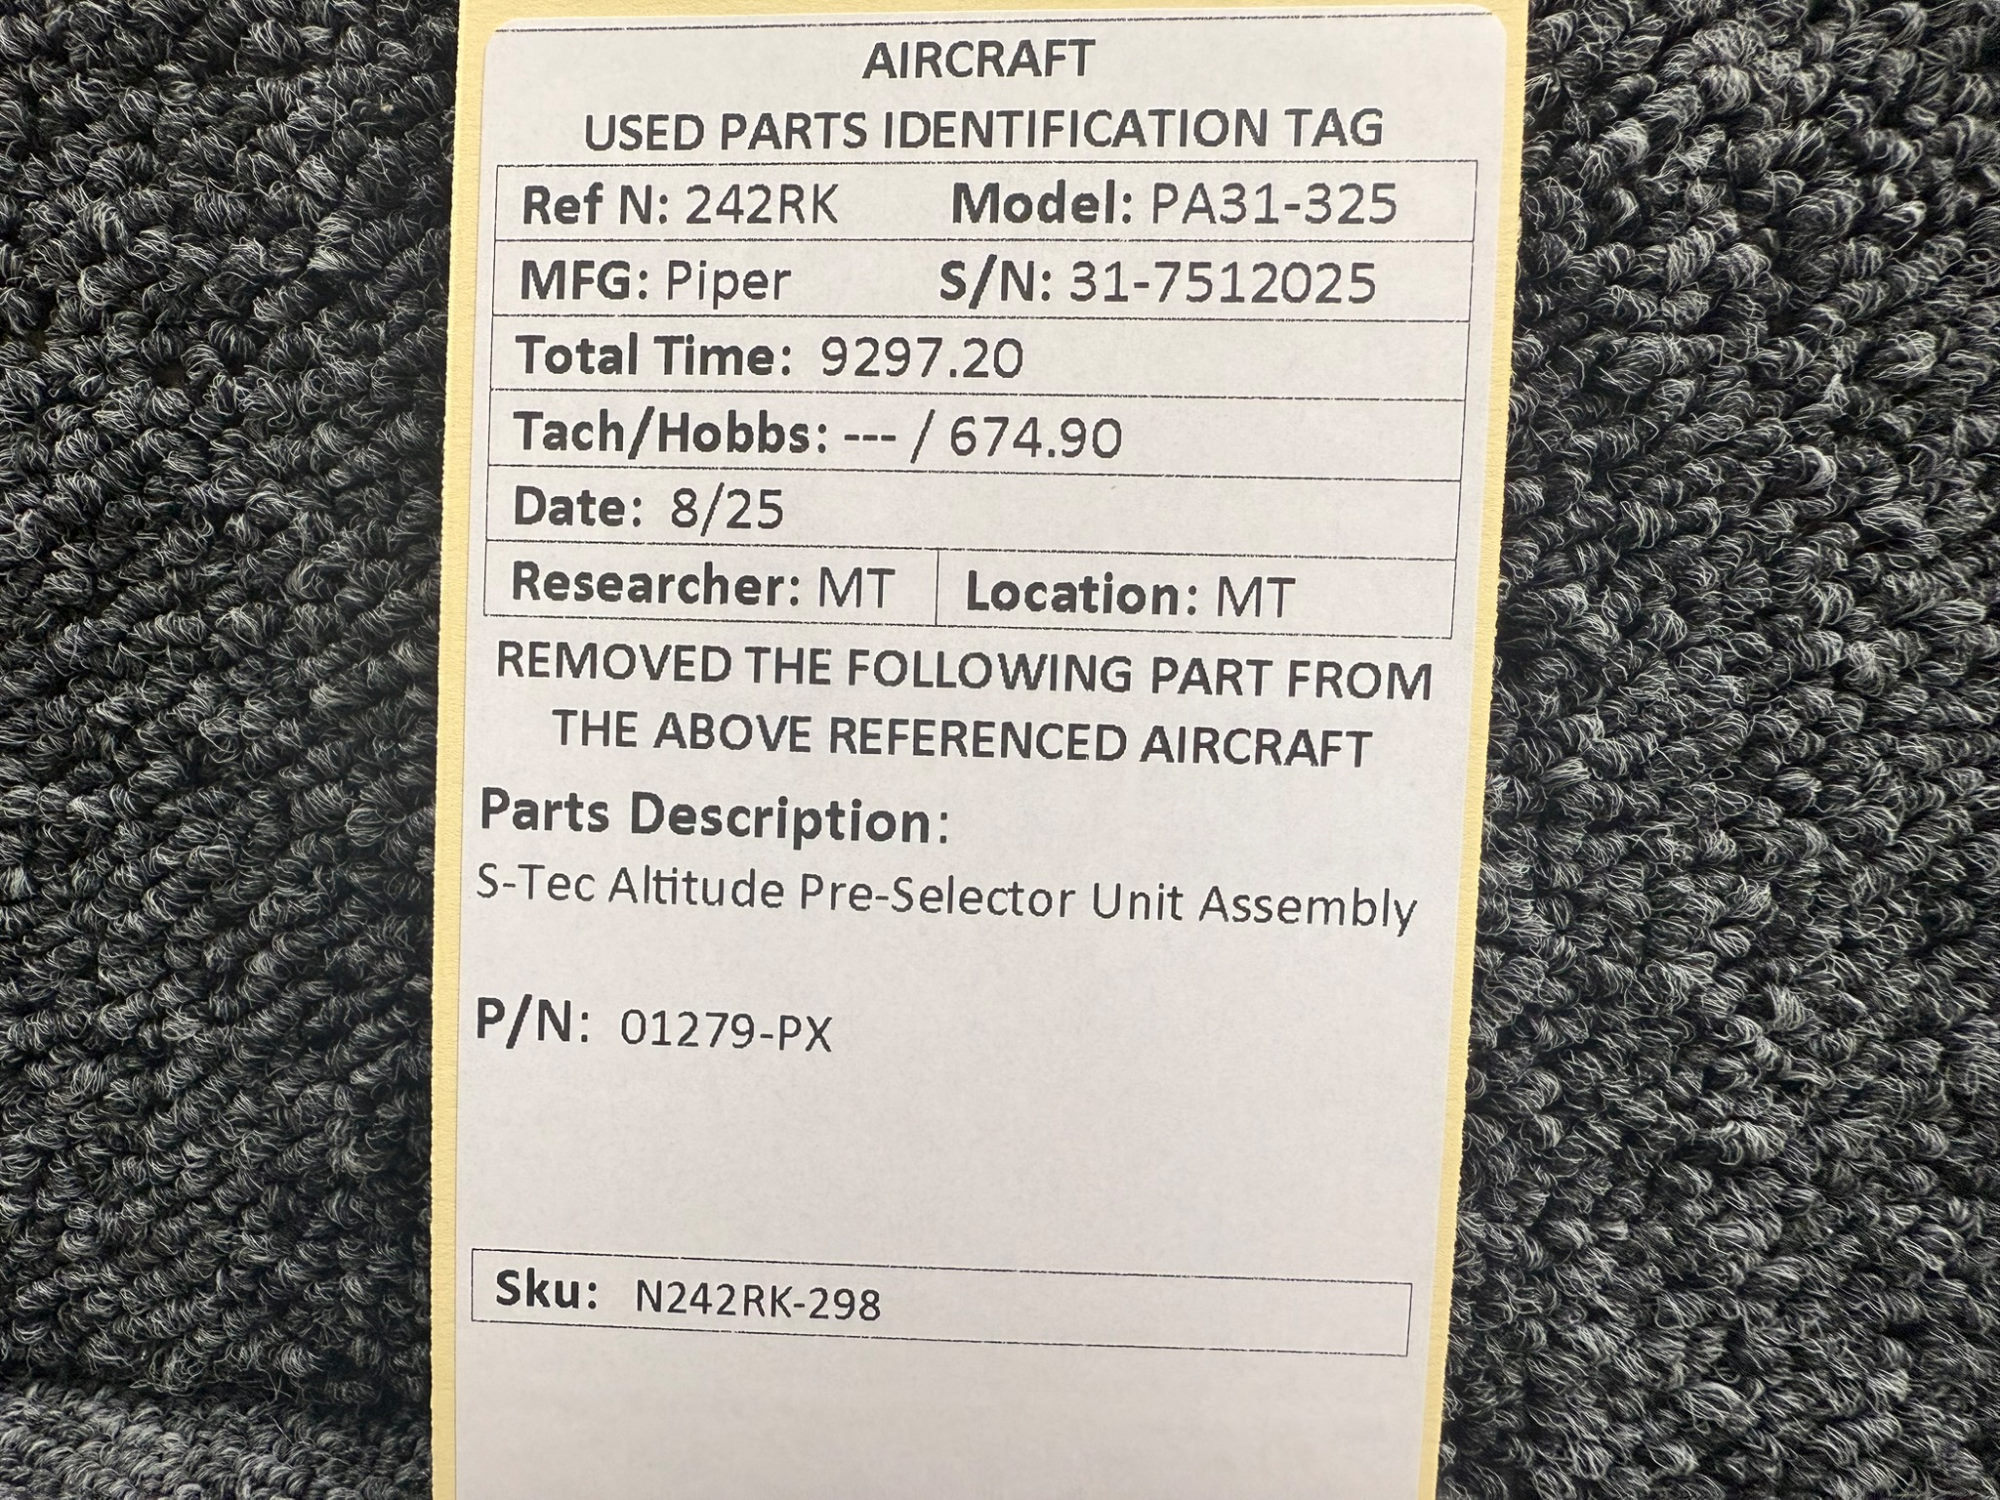 AIRCRAFT
USED PARTS IDENTIFICATION TAG
Ref N: 242RK Model: PA31-325
MFG: Piper S/N: 31-7512025
Total Time: 9297.20
Tach/Hobbs: --- / 674.90
Date: 8/25
Researcher: MT Location: MT
REMOVED THE FOLLOWING PART FROM
THE ABOVE REFERENCED AIRCRAFT
Parts Description:
S-Tec Altitude Pre-Selector Unit Assembly
P/N: 01279-PX
Sku: N242RK-298